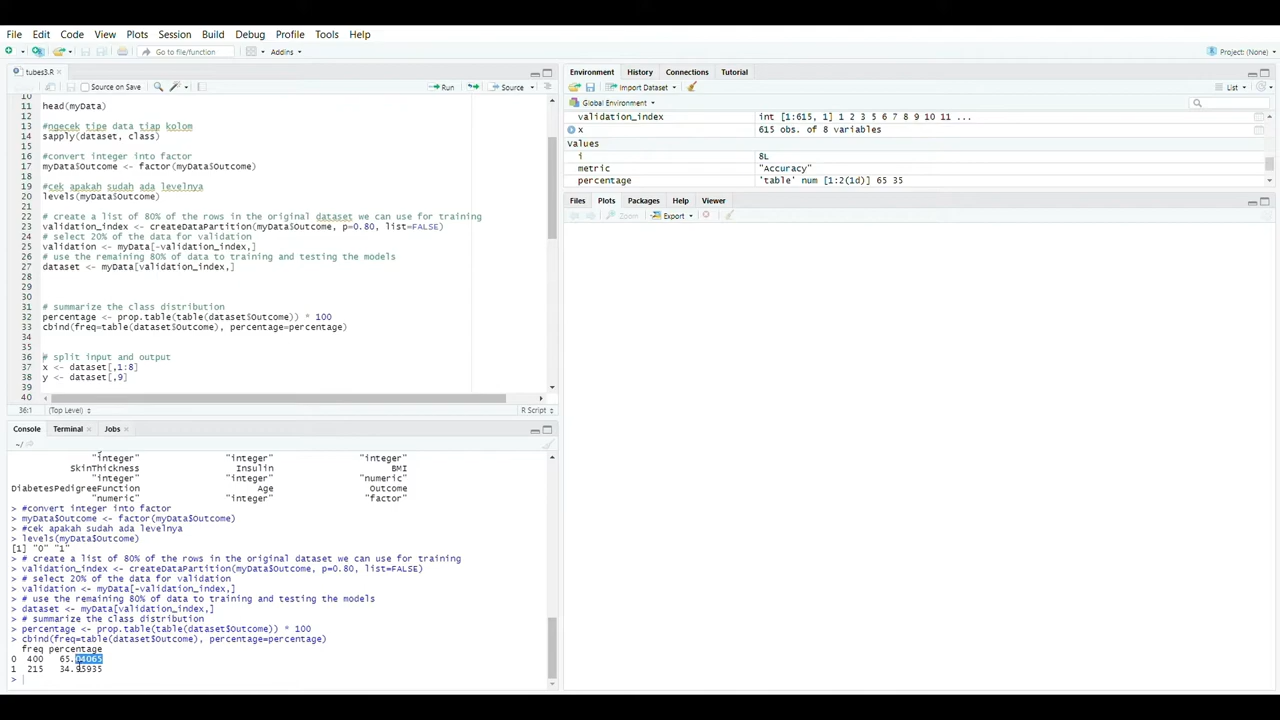 File Edit Code View Plots Session Build Debug Profile Tools Help
Go to file/function Addins Project: (None)
tubes3.R
Source on Save Run Source
10
11 head(myData)
12
13 #ngecek tipe data tiap kolom
14 sapply(dataset, class)
15
16 #convert integer into factor
17 myData$Outcome <- factor(myData$Outcome)
18
19 #cek apakah sudah ada levelnya
20 levels(myData$Outcome)
21
22 # create a list of 80% of the rows in the original dataset we can use for training
23 validation_index <- createDataPartition(myData$Outcome, p=0.80, list=FALSE)
24 # select 20% of the data for validation
25 validation <- myData[-validation_index,]
26 # use the remaining 80% of data to training and testing the models
27 dataset <- myData[validation_index,]
28
29
30
31 # summarize the class distribution
32 percentage <- prop.table(table(dataset$Outcome)) * 100
33 cbind(freq=table(dataset$Outcome), percentage=percentage)
34
35
36 # split input and output
37 x <- dataset[,1:8]
38 y <- dataset[,9]
39
40
36:1 (Top Level) R Script
Console Terminal Jobs
~/
"integer" "integer" "integer"
SkinThickness Insulin BMI
"integer" "integer" "numeric"
DiabetesPedigreeFunction Age Outcome
"numeric" "integer" "factor"
> #convert integer into factor
> myData$Outcome <- factor(myData$Outcome)
> #cek apakah sudah ada levelnya
> levels(myData$Outcome)
[1] "0" "1"
> # create a list of 80% of the rows in the original dataset we can use for training
> validation_index <- createDataPartition(myData$Outcome, p=0.80, list=FALSE)
> # select 20% of the data for validation
> validation <- myData[-validation_index,]
> # use the remaining 80% of data to training and testing the models
> dataset <- myData[validation_index,]
> # summarize the class distribution
> percentage <- prop.table(table(dataset$Outcome)) * 100
> cbind(freq=table(dataset$Outcome), percentage=percentage)
freq percentage
0 400 65.04065
1 215 34.95935
>
Environment History Connections Tutorial
Import Dataset List
Global Environment
validation_index int [1:615, 1] 1 2 3 5 6 7 8 9 10 11 ...
x 615 obs. of 8 variables
Values
i 8L
metric "Accuracy"
percentage 'table' num [1:2(1d)] 65 35
Files Plots Packages Help Viewer
Zoom Export